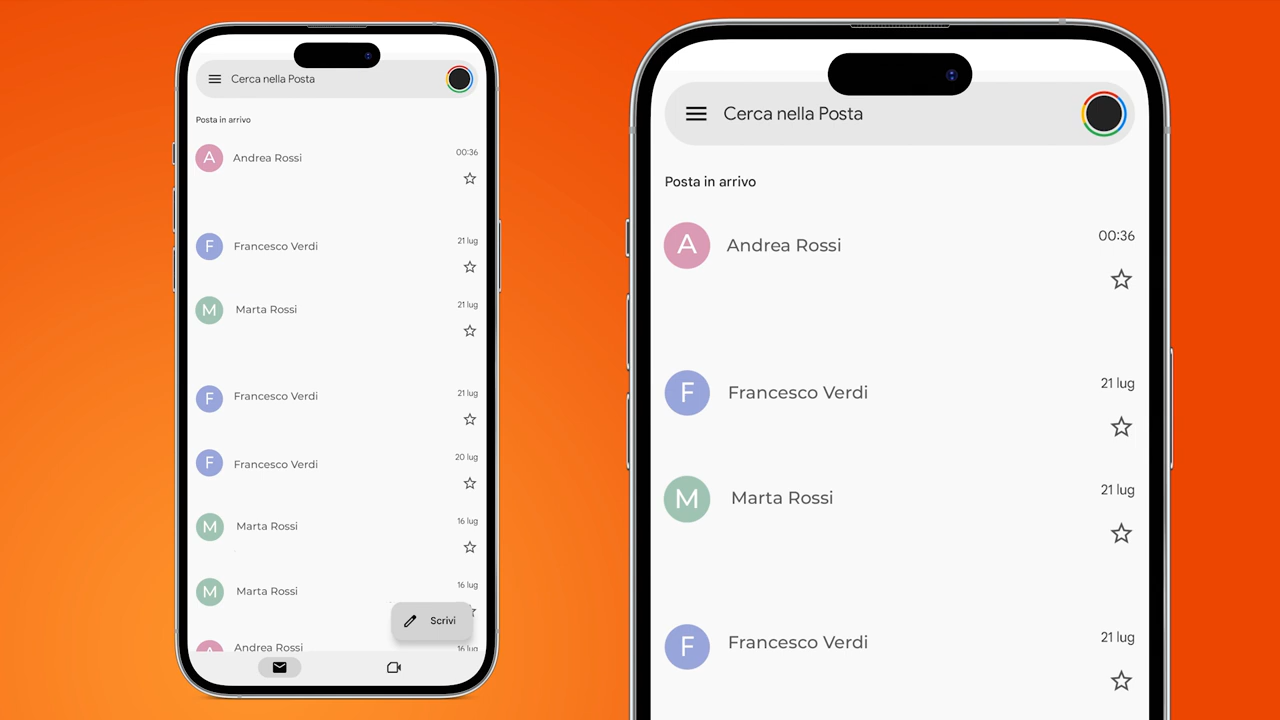 Cerca nella Posta
Posta in arrivo
A Andrea Rossi 00:36
F Francesco Verdi 21 lug
M Marta Rossi 21 lug
F Francesco Verdi 21 lug
F Francesco Verdi 20 lug
M Marta Rossi 16 lug
M Marta Rossi 16 lug
Scrivi
A Andrea Rossi 16 lug
Cerca nella Posta
Posta in arrivo
A Andrea Rossi 00:36
F Francesco Verdi 21 lug
M Marta Rossi 21 lug
F Francesco Verdi 21 lug